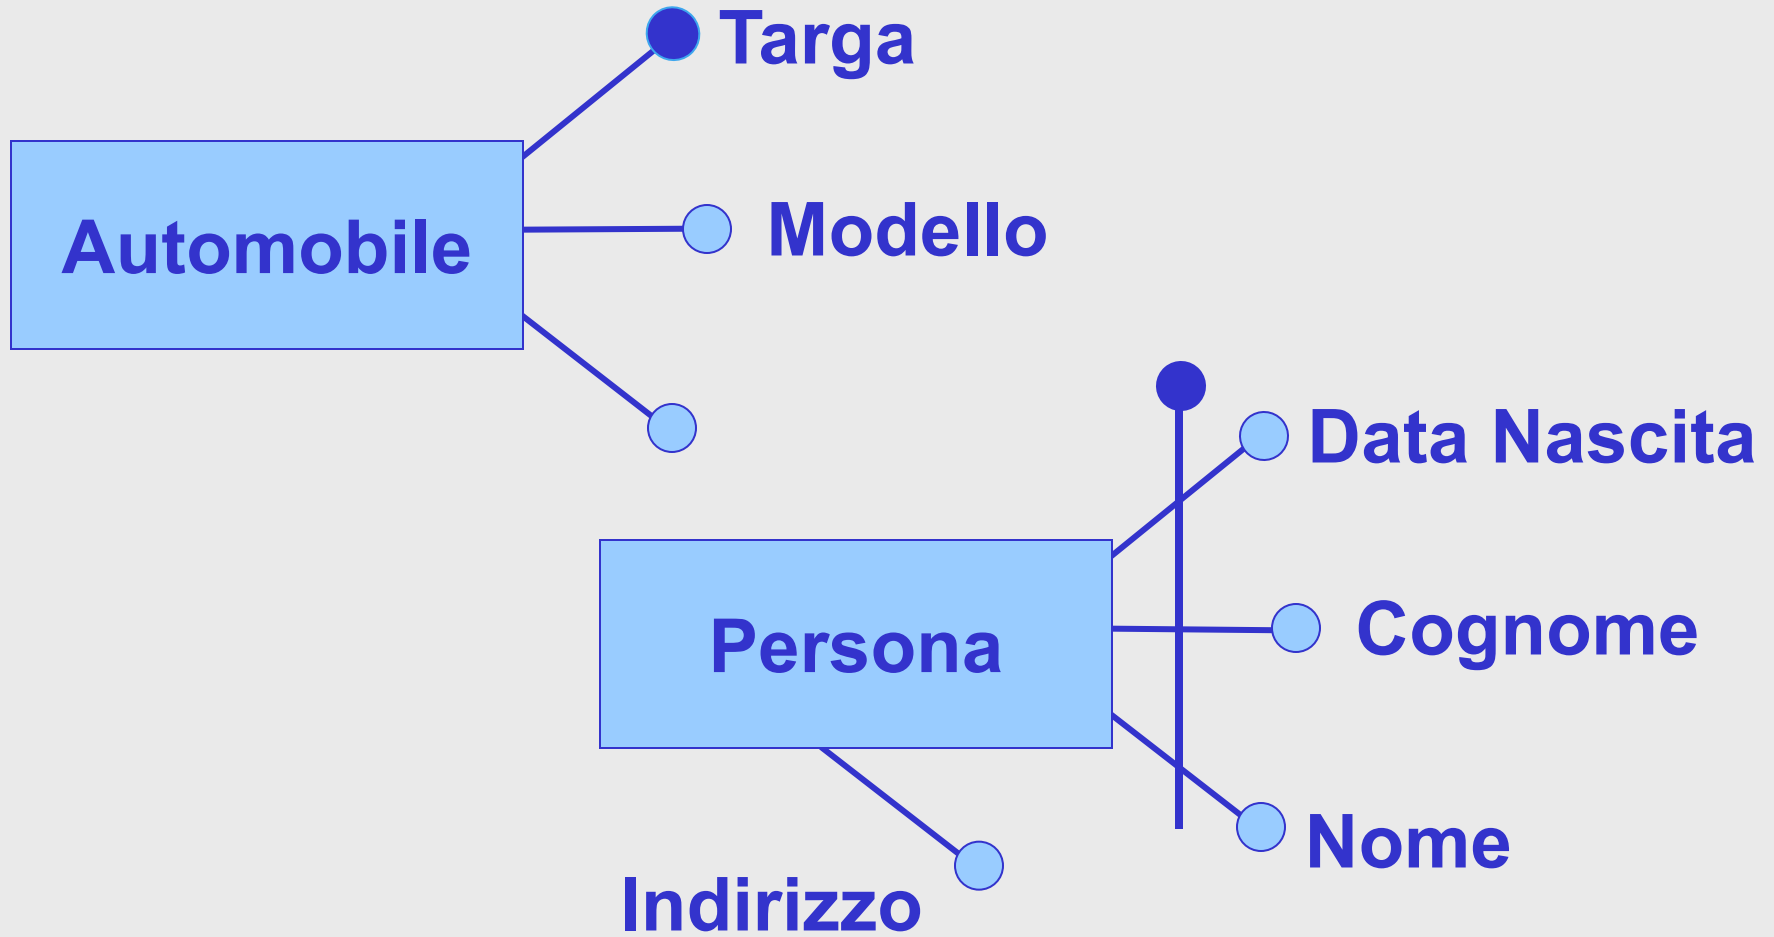 Targa
Modello
Automobile
Data Nascita
Cognome
Persona
Nome
Indirizzo